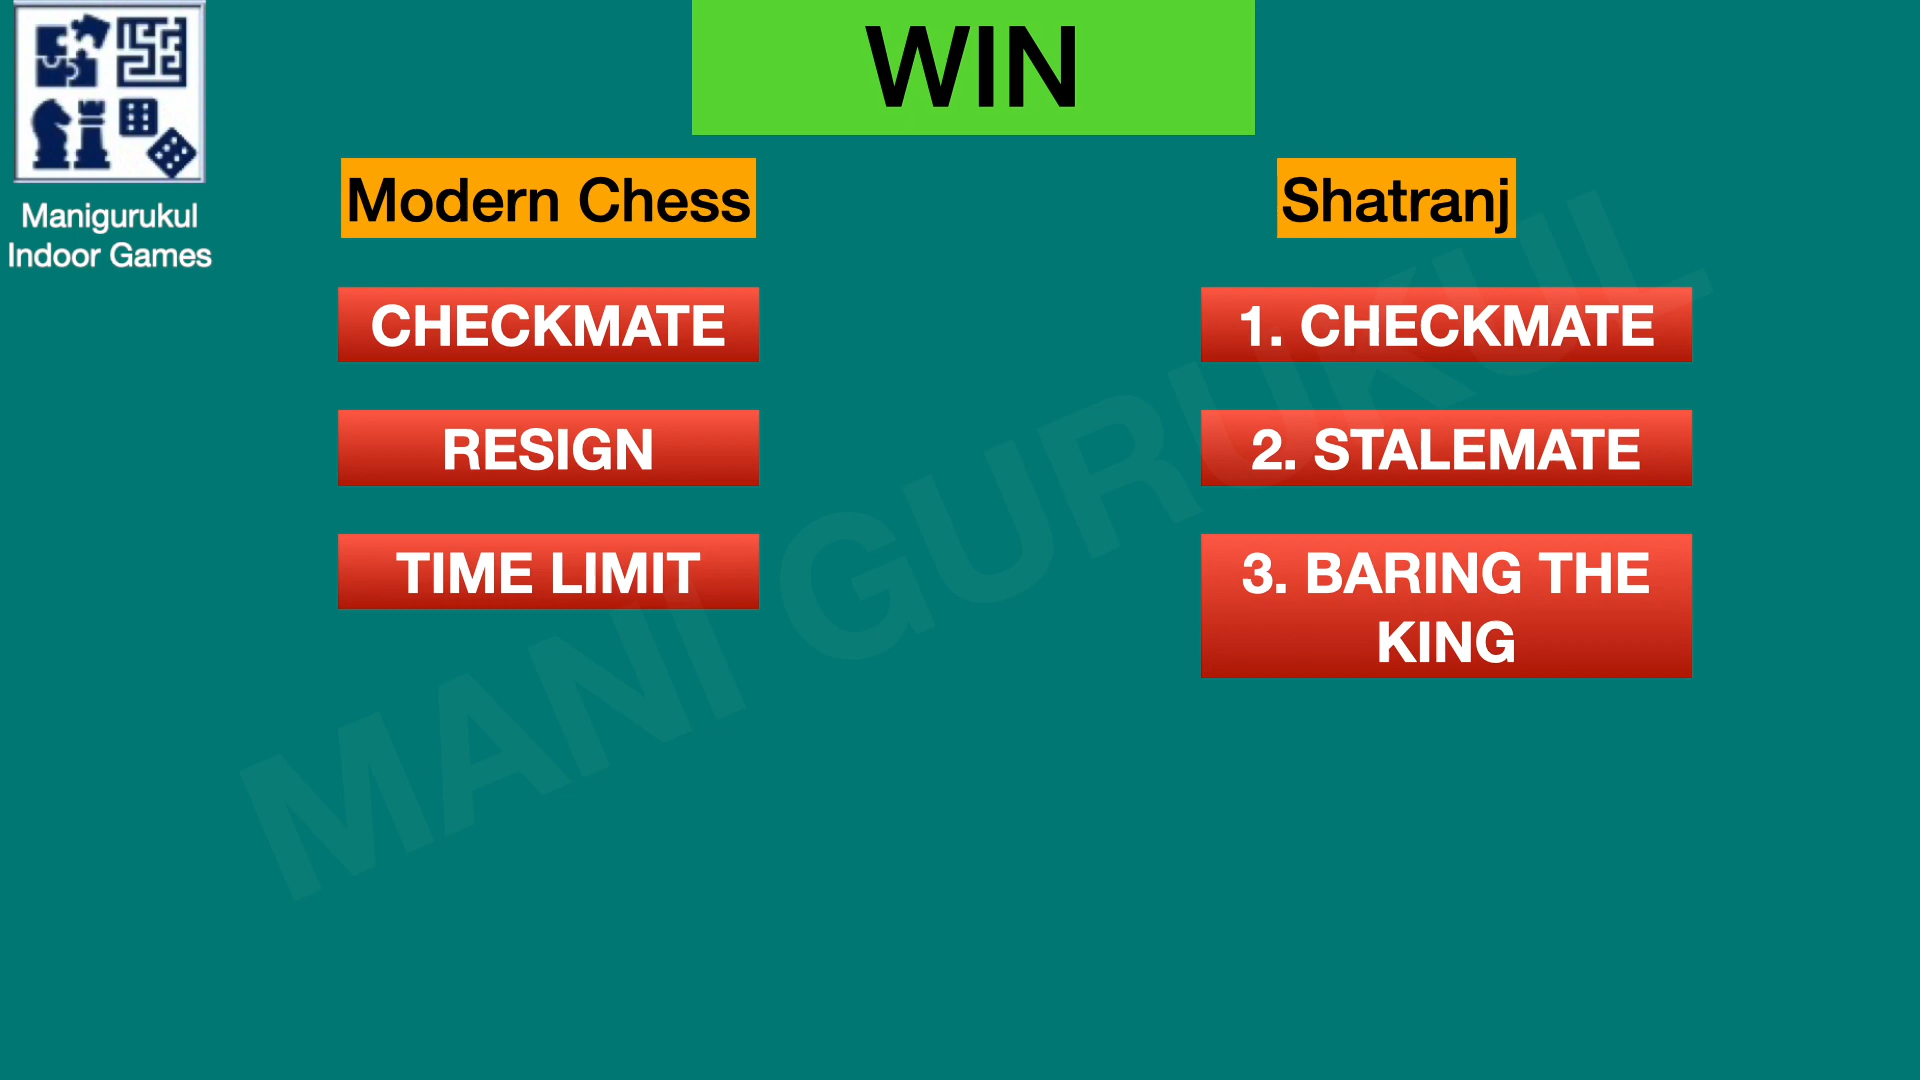 WIN
Manigurukul
Indoor Games
Modern Chess
CHECKMATE
RESIGN
TIME LIMIT
Shatranj
1. CHECKMATE
2. STALEMATE
3. BARING THE
KING
MANI GURUKUL